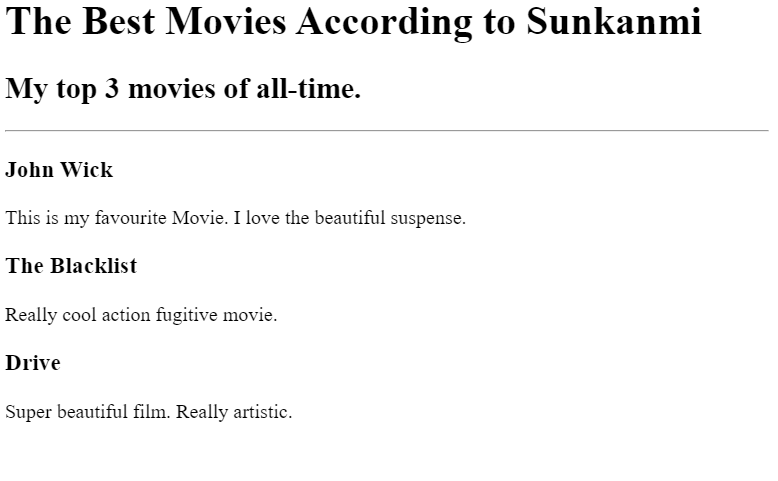 The Best Movies According to Sunkanmi
My top 3 movies of all-time.
John Wick
This is my favourite Movie. I love the beautiful suspense.
The Blacklist
Really cool action fugitive movie.
Drive
Super beautiful film. Really artistic.